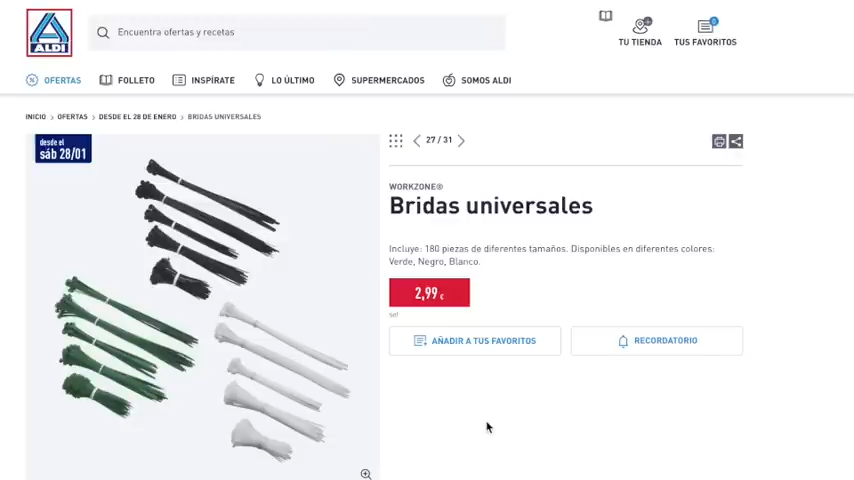 ALDI
Encuentra ofertas y recetas
TU TIENDA
0
TUS FAVORITOS
OFERTAS
FOLLETO
INSPÍRATE
LO ÚLTIMO
SUPERMERCADOS
SOMOS ALDI
INICIO > OFERTAS > DESDE EL 28 DE ENERO > BRIDAS UNIVERSALES
desde el
sáb 28/01
27 / 31
WORKZONE®
Bridas universales
Incluye: 180 piezas de diferentes tamaños. Disponibles en diferentes colores:
Verde, Negro, Blanco.
2,99 €
set
AÑADIR A TUS FAVORITOS
RECORDATORIO